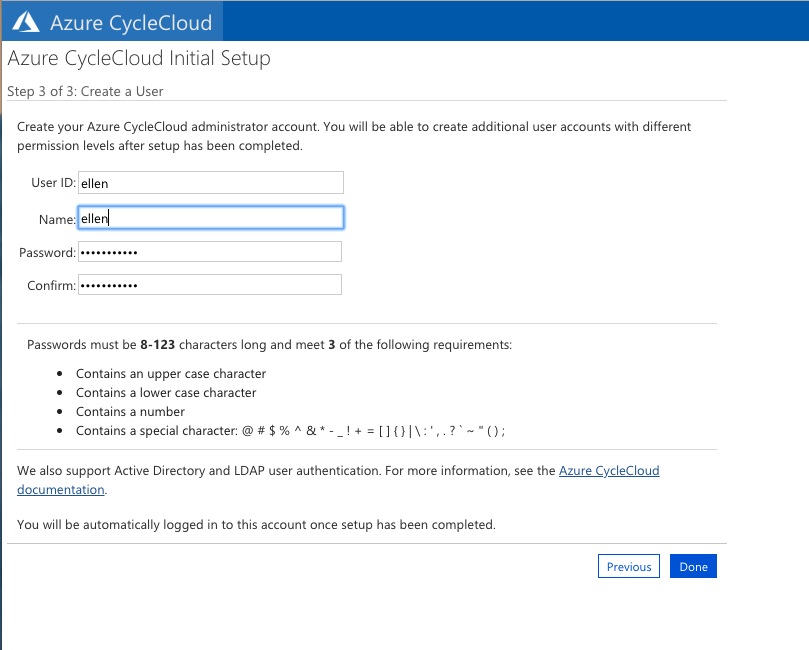 Azure CycleCloud
Azure CycleCloud Initial Setup
Step 3 of 3: Create a User
Create your Azure CycleCloud administrator account. You will be able to create additional user accounts with different
permission levels after setup has been completed.
User ID: ellen
Name: ellen
Password: •••••••••••
Confirm: •••••••••••
Passwords must be 8-123 characters long and meet 3 of the following requirements:
• Contains an upper case character
• Contains a lower case character
• Contains a number
• Contains a special character: @ # $ % ^ & * - _ ! + = [ ] { } | \ : ' , . ? ` ~ " ( ) ;
We also support Active Directory and LDAP user authentication. For more information, see the Azure CycleCloud
documentation.
You will be automatically logged in to this account once setup has been completed.
Previous Done